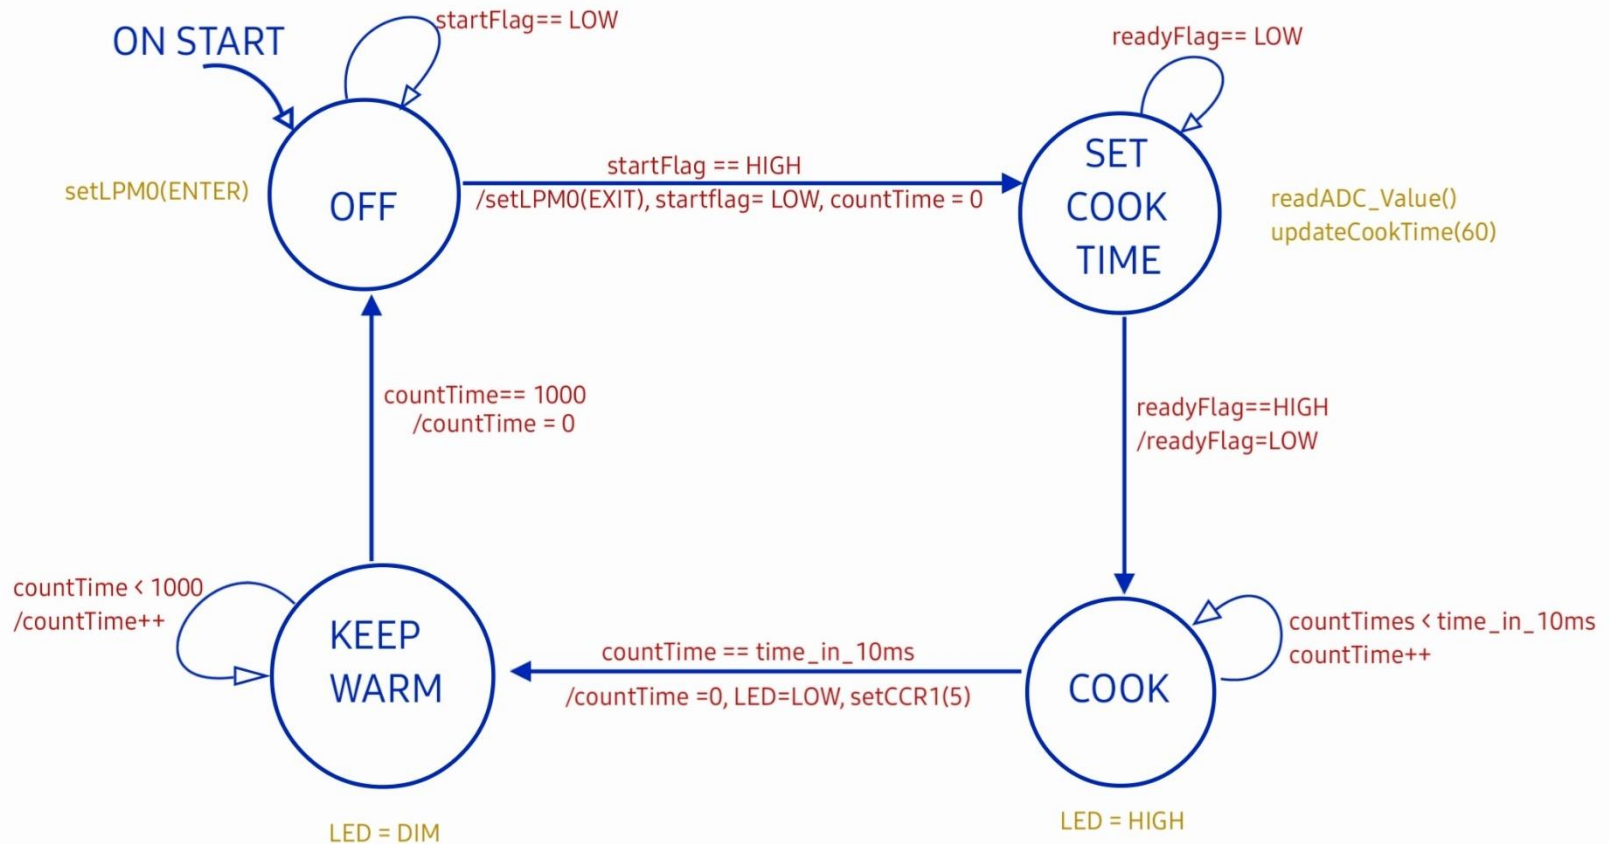 ON START
startFlag== LOW
setLPM0(ENTER)
OFF
startFlag == HIGH
/setLPM0(EXIT), startflag= LOW, countTime = 0
readyFlag== LOW
SET
COOK
TIME
readADC_Value()
updateCookTime(60)
readyFlag==HIGH
/readyFlag=LOW
COOK
countTimes < time_in_10ms
countTime++
LED = HIGH
countTime == time_in_10ms
/countTime =0, LED=LOW, setCCR1(5)
KEEP
WARM
countTime < 1000
/countTime++
LED = DIM
countTime== 1000
/countTime = 0